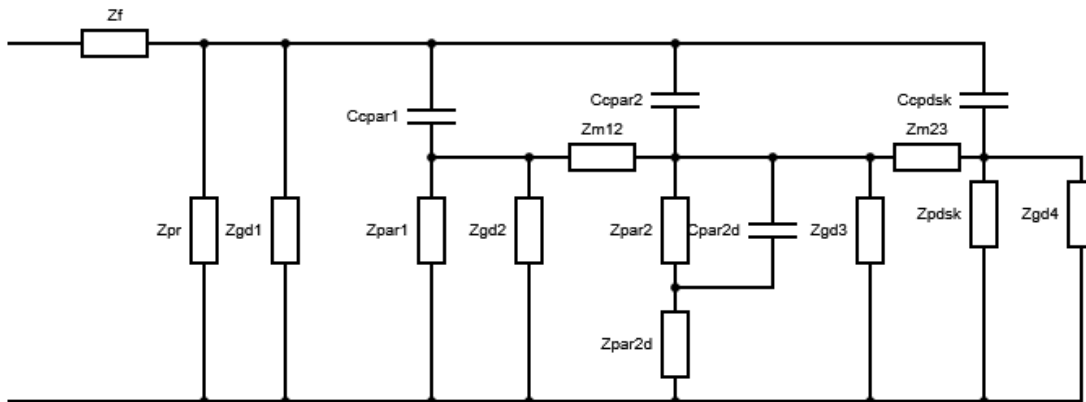 Zf
Ccpar1
Ccpar2
Ccpdsk
Zm12
Zm23
Zpr
Zgd1
Zpar1
Zgd2
Zpar2
Cpar2d
Zgd3
Zpdsk
Zgd4
Zpar2d